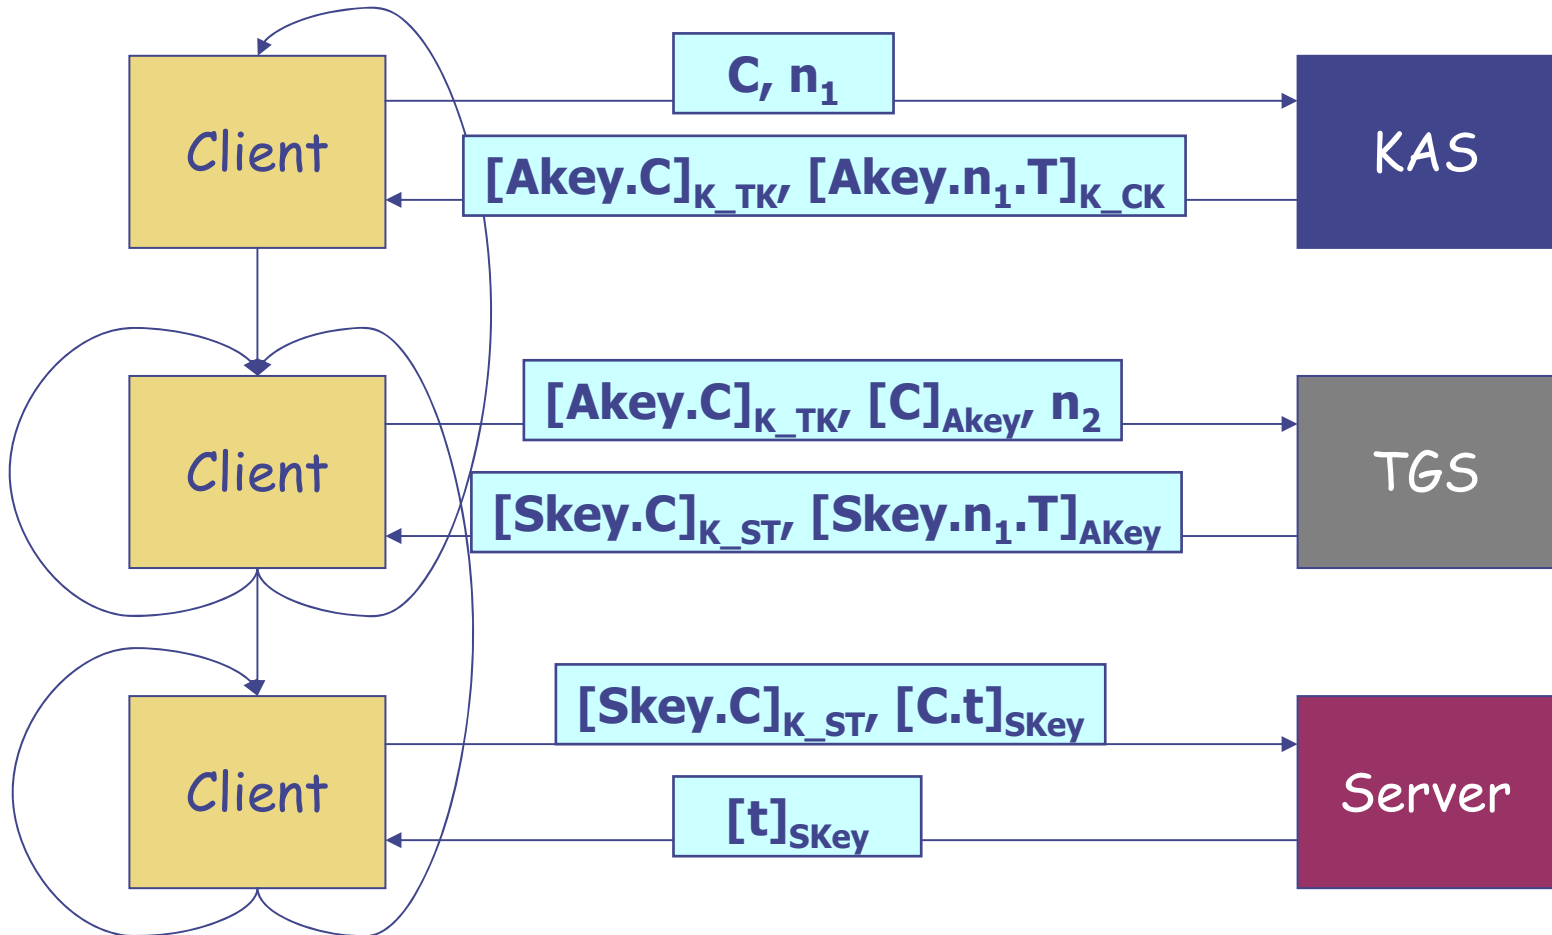 Client
C, n₁
KAS
[Akey.C]K_TK, [Akey.n₁.T]K_CK
Client
[Akey.C]K_TK, [C]Akey, n₂
TGS
[Skey.C]K_ST, [Skey.n₁.T]AKey
Client
[Skey.C]K_ST, [C.t]SKey
Server
[t]SKey